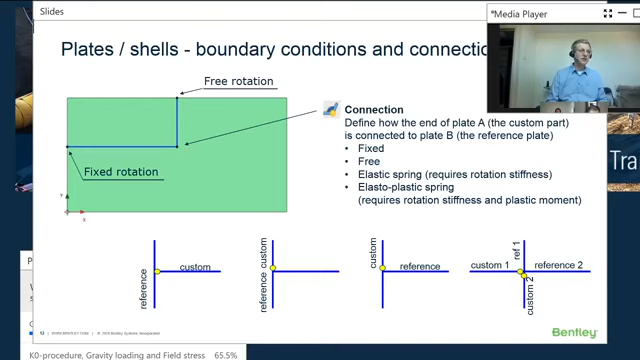 Slides
*Media Player
Plates / shells - boundary conditions and connectio
Free rotation
Fixed rotation
Connection
Define how the end of plate A (the custom part)
is connected to plate B (the reference plate)
• Fixed
• Free
• Elastic spring (requires rotation stiffness)
• Elasto-plastic spring
(requires rotation stiffness and plastic moment)
Tra
Y
X
reference
custom
reference custom
custom
reference
custom 1
ref 1
reference 2
custom 2
Bentley
K0-procedure, Gravity loading and Field stress 65.5%